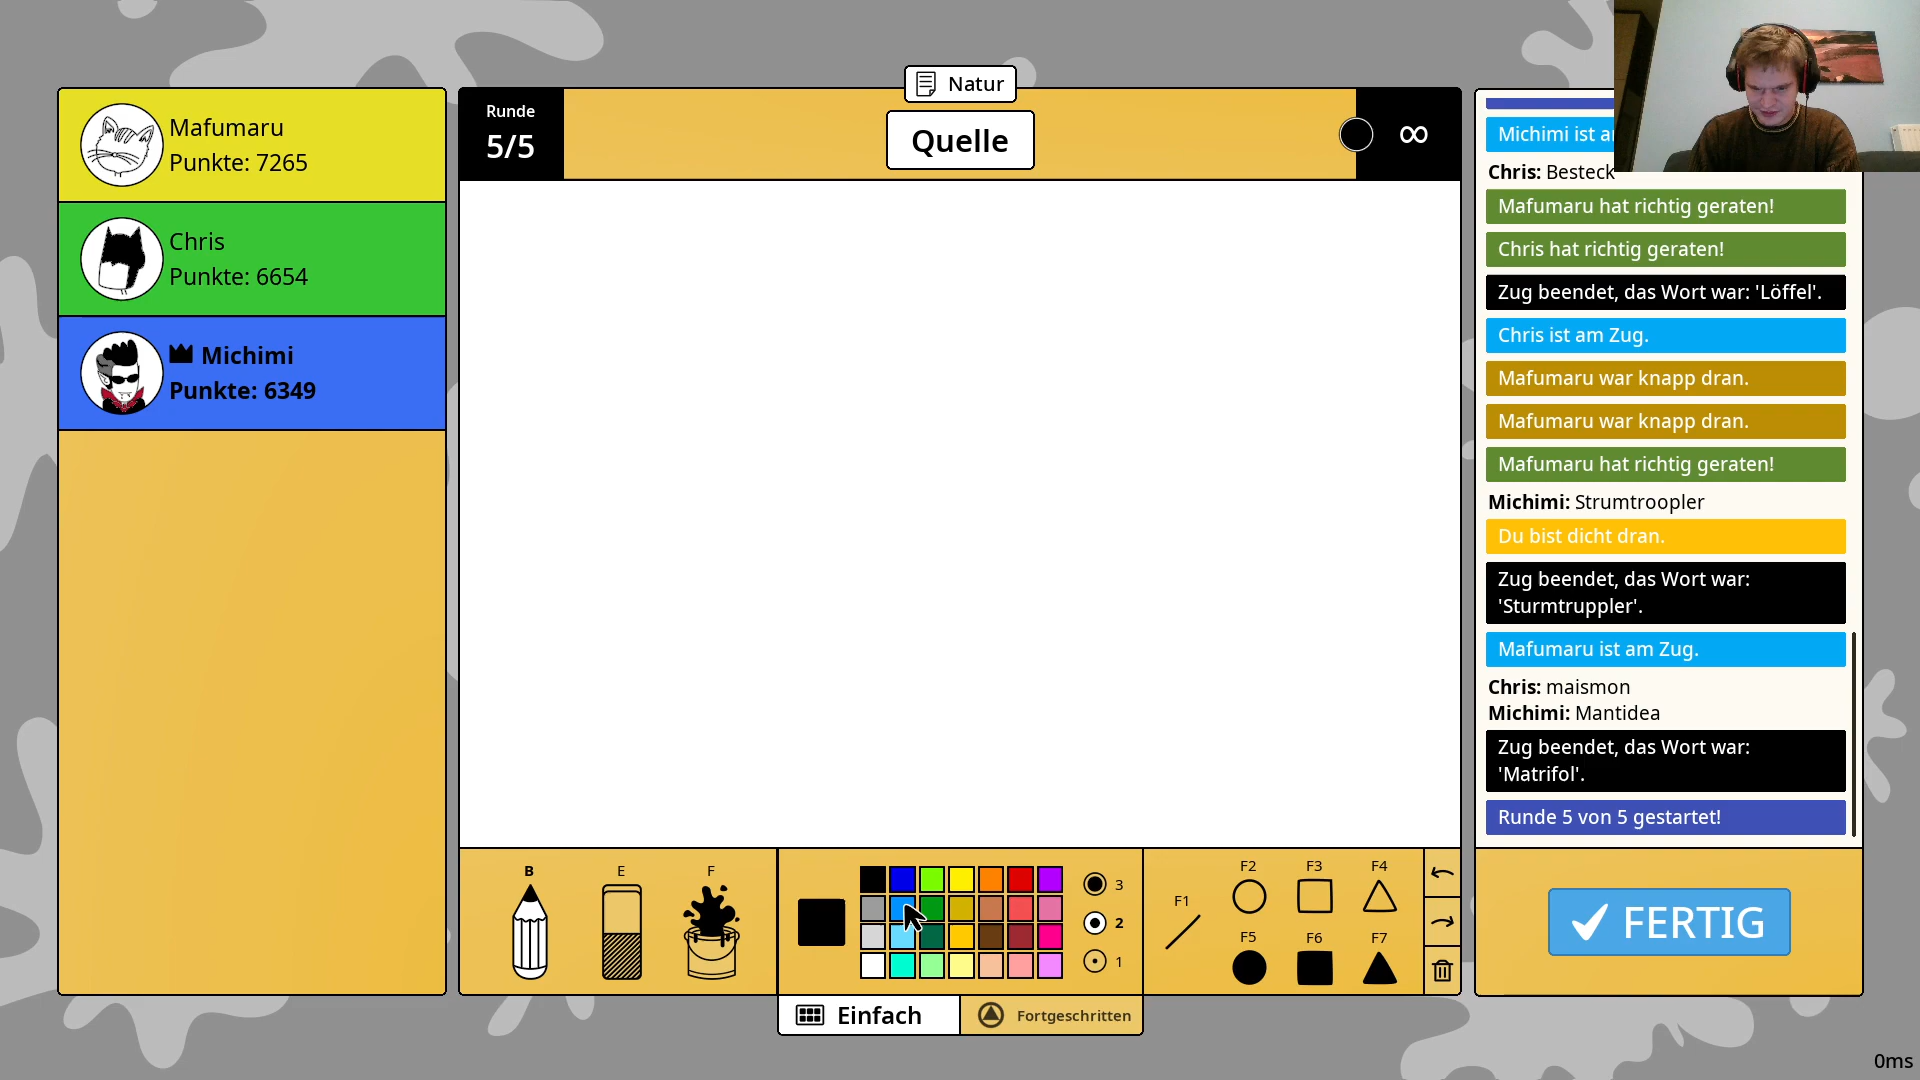 Natur
Runde
5/5
Quelle
∞
Mafumaru
Punkte: 7265
Chris
Punkte: 6654
Michimi
Punkte: 6349
Michimi ist
Chris: Besteck
Mafumaru hat richtig geraten!
Chris hat richtig geraten!
Zug beendet, das Wort war: 'Löffel'.
Chris ist am Zug.
Mafumaru war knapp dran.
Mafumaru war knapp dran.
Mafumaru hat richtig geraten!
Michimi: Strumtroopler
Du bist dicht dran.
Zug beendet, das Wort war:
'Sturmtruppler'.
Mafumaru ist am Zug.
Chris: maismon
Michimi: Mantidea
Zug beendet, das Wort war:
'Matrifol'.
Runde 5 von 5 gestartet!
B
E
F
3
2
1
F1
F2
F3
F4
F5
F6
F7
FERTIG
Einfach
Fortgeschritten
0ms